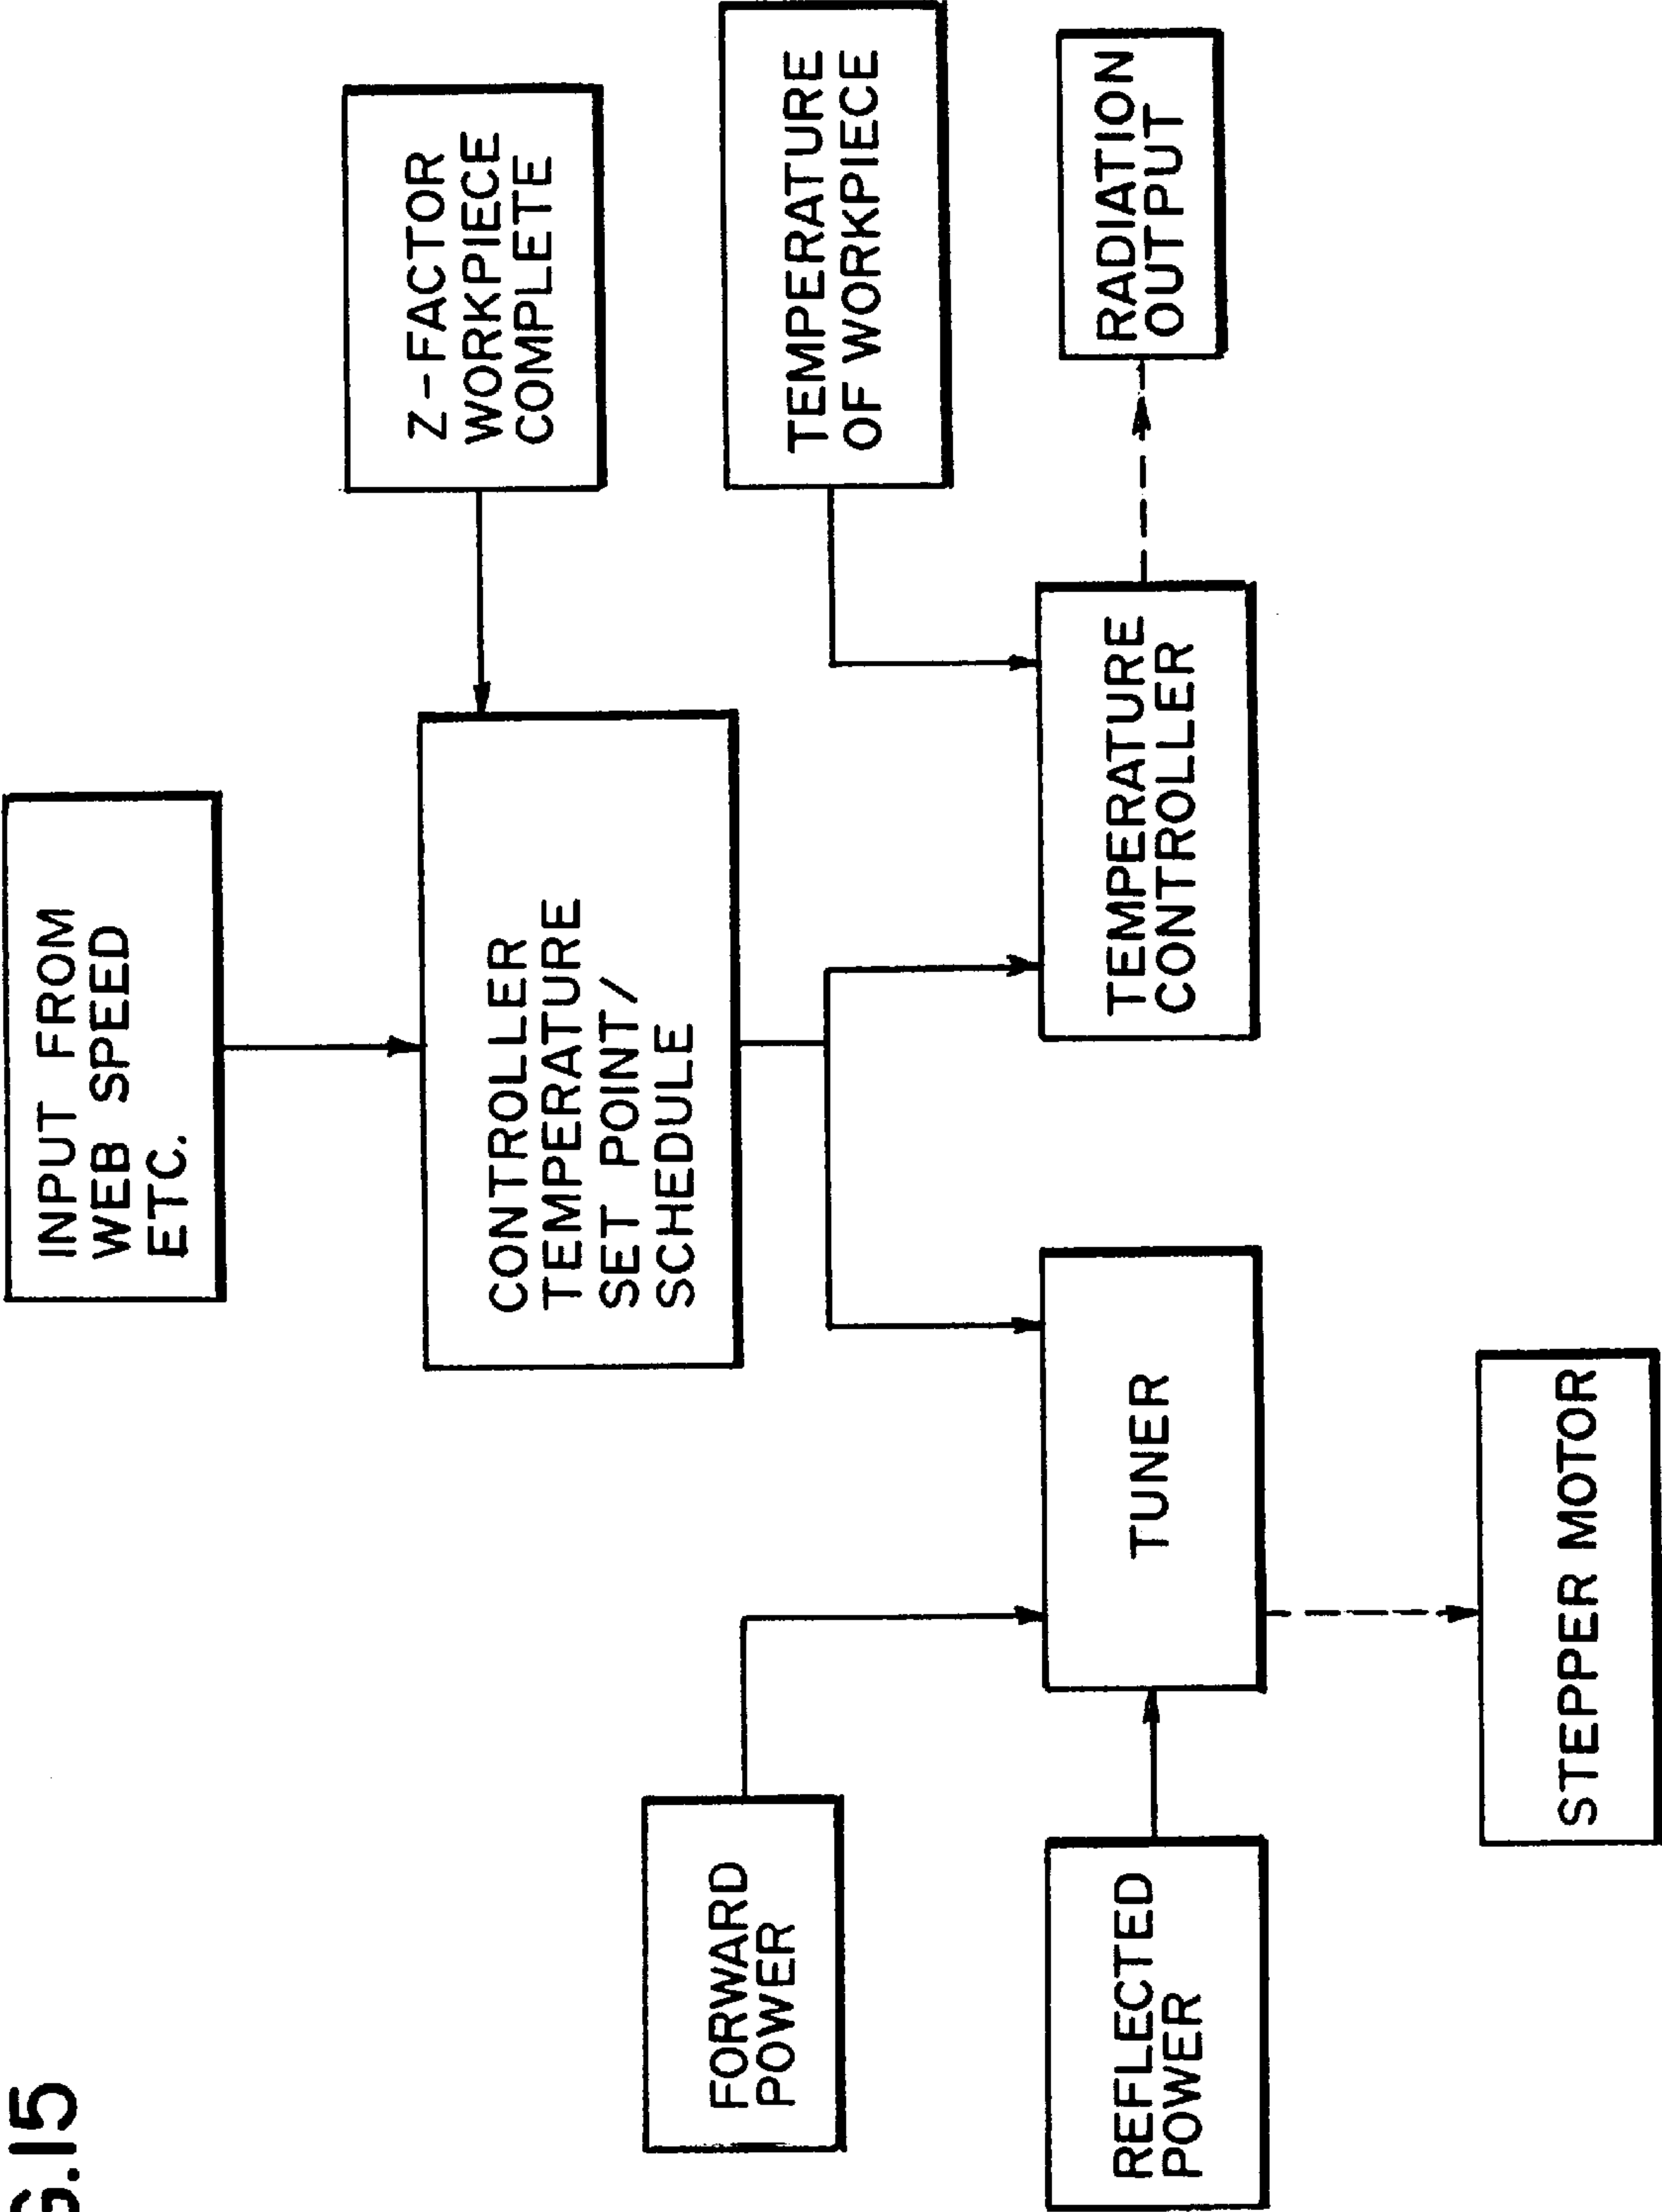 G.15
INPUT FROM
WEB SPEED
ETC.
Z-FACTOR
WORKPIECE
COMPLETE
CONTROLLER
TEMPERATURE
SET POINT/
SCHEDULE
TEMPERATURE
OF WORKPIECE
FORWARD
POWER
REFLECTED
POWER
TUNER
TEMPERATURE
CONTROLLER
RADIATION
OUTPUT
STEPPER MOTOR